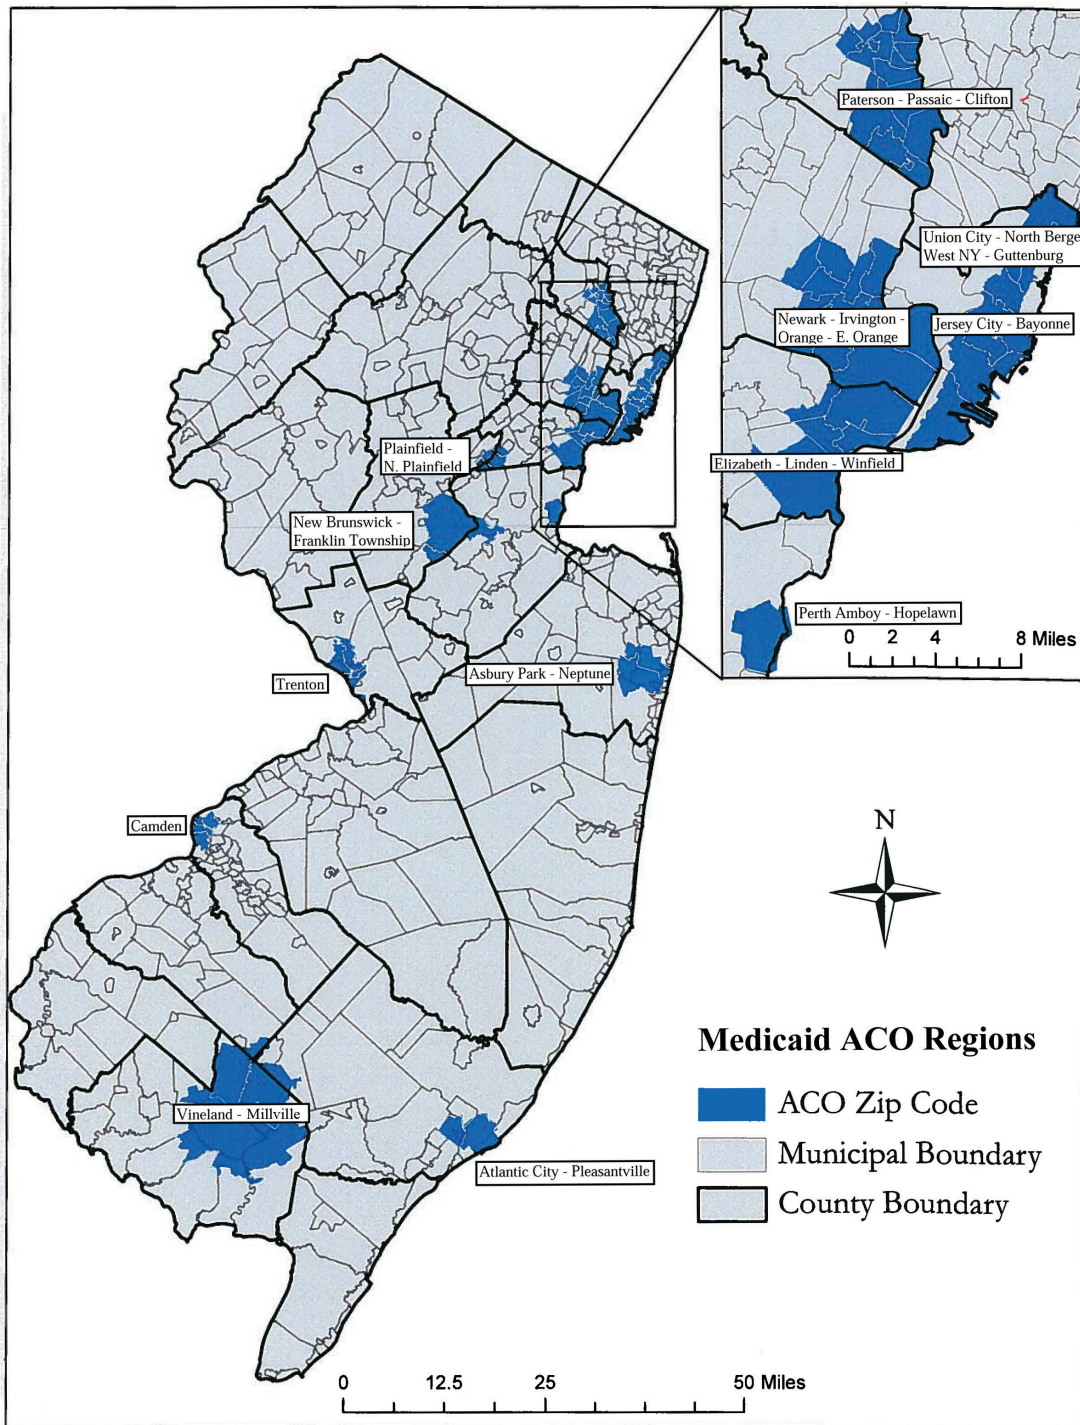 Paterson - Passaic - Clifton
Union City - North Berge
West NY - Guttenburg
Newark - Irvington -
Orange - E. Orange
Jersey City - Bayonne
Elizabeth - Linden - Winfield
Perth Amboy - Hopelawn
0 2 4 8 Miles
Plainfield -
N. Plainfield
New Brunswick -
Franklin Township
Trenton
Asbury Park - Neptune
Camden
N
Vineland - Millville
Atlantic City - Pleasantville
Medicaid ACO Regions
ACO Zip Code
Municipal Boundary
County Boundary
0 12.5 25 50 Miles